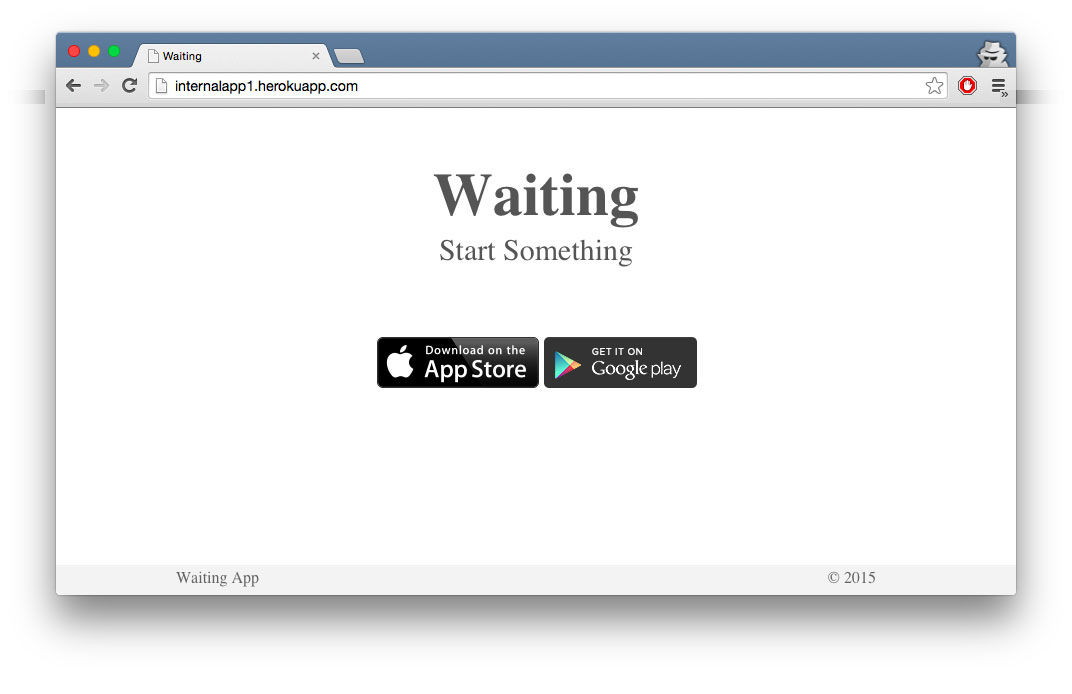 Waiting
internalapp1.herokuapp.com
Waiting
Start Something
Download on the
App Store
GET IT ON
Google play
Waiting App
© 2015